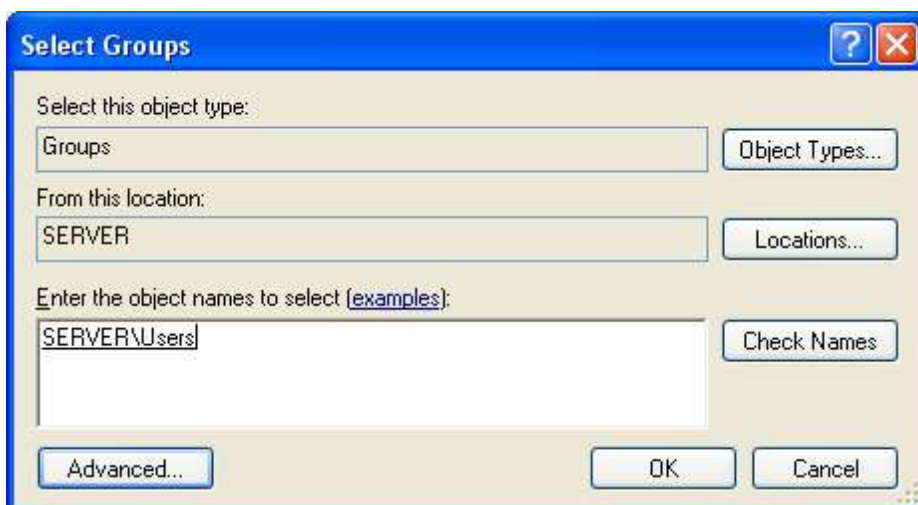 Select Groups
Select this object type:
Groups
Object Types...
From this location:
SERVER
Locations...
Enter the object names to select (examples):
SERVER\Users
Check Names
Advanced...
OK
Cancel